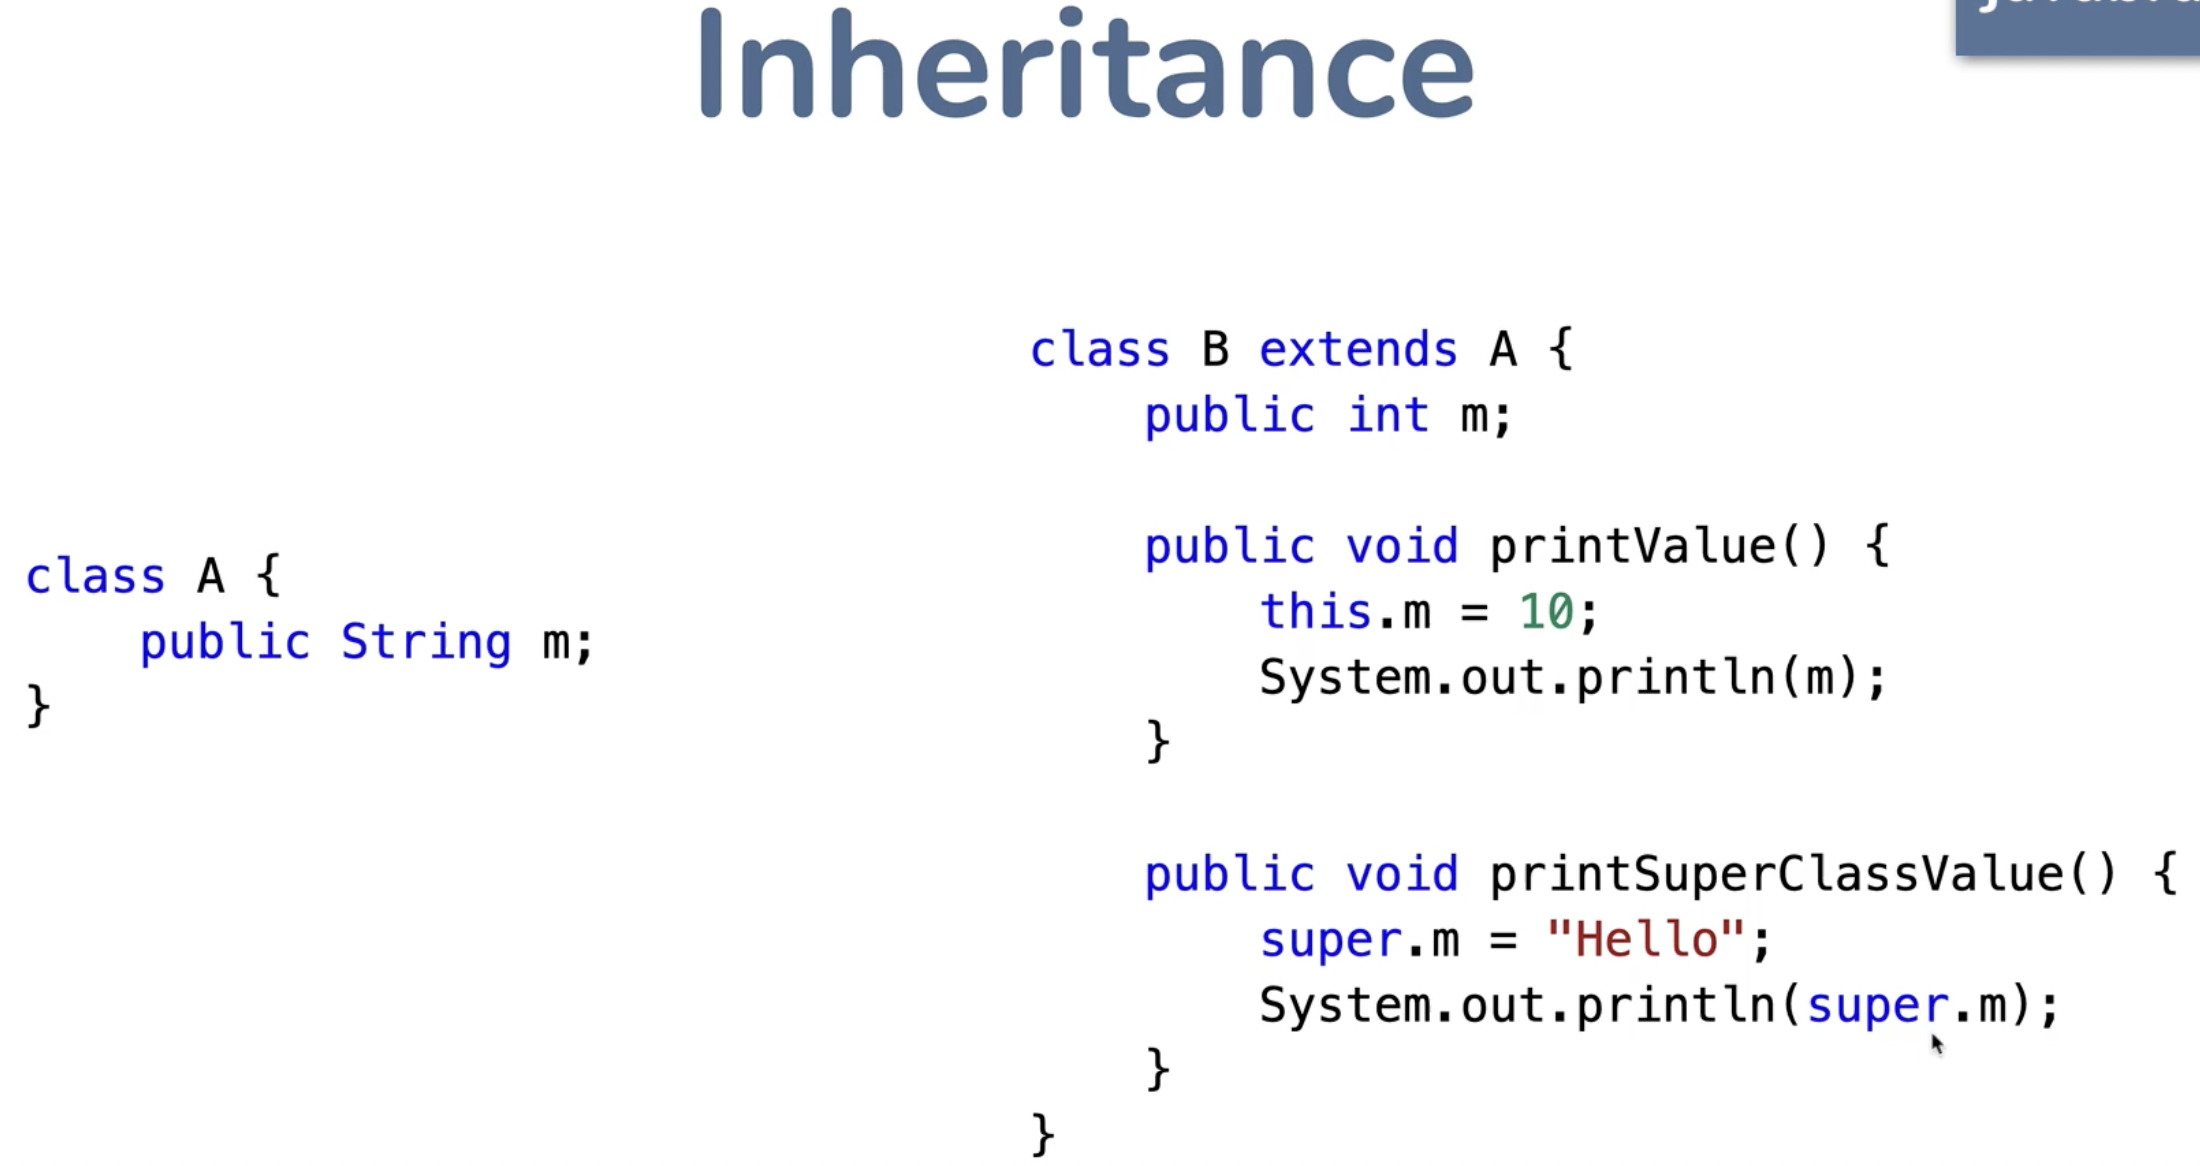 Inheritance
class A {
    public String m;
}
class B extends A {
    public int m;
    public void printValue() {
        this.m = 10;
        System.out.println(m);
    }
    public void printSuperClassValue() {
        super.m = "Hello";
        System.out.println(super.m);
    }
}